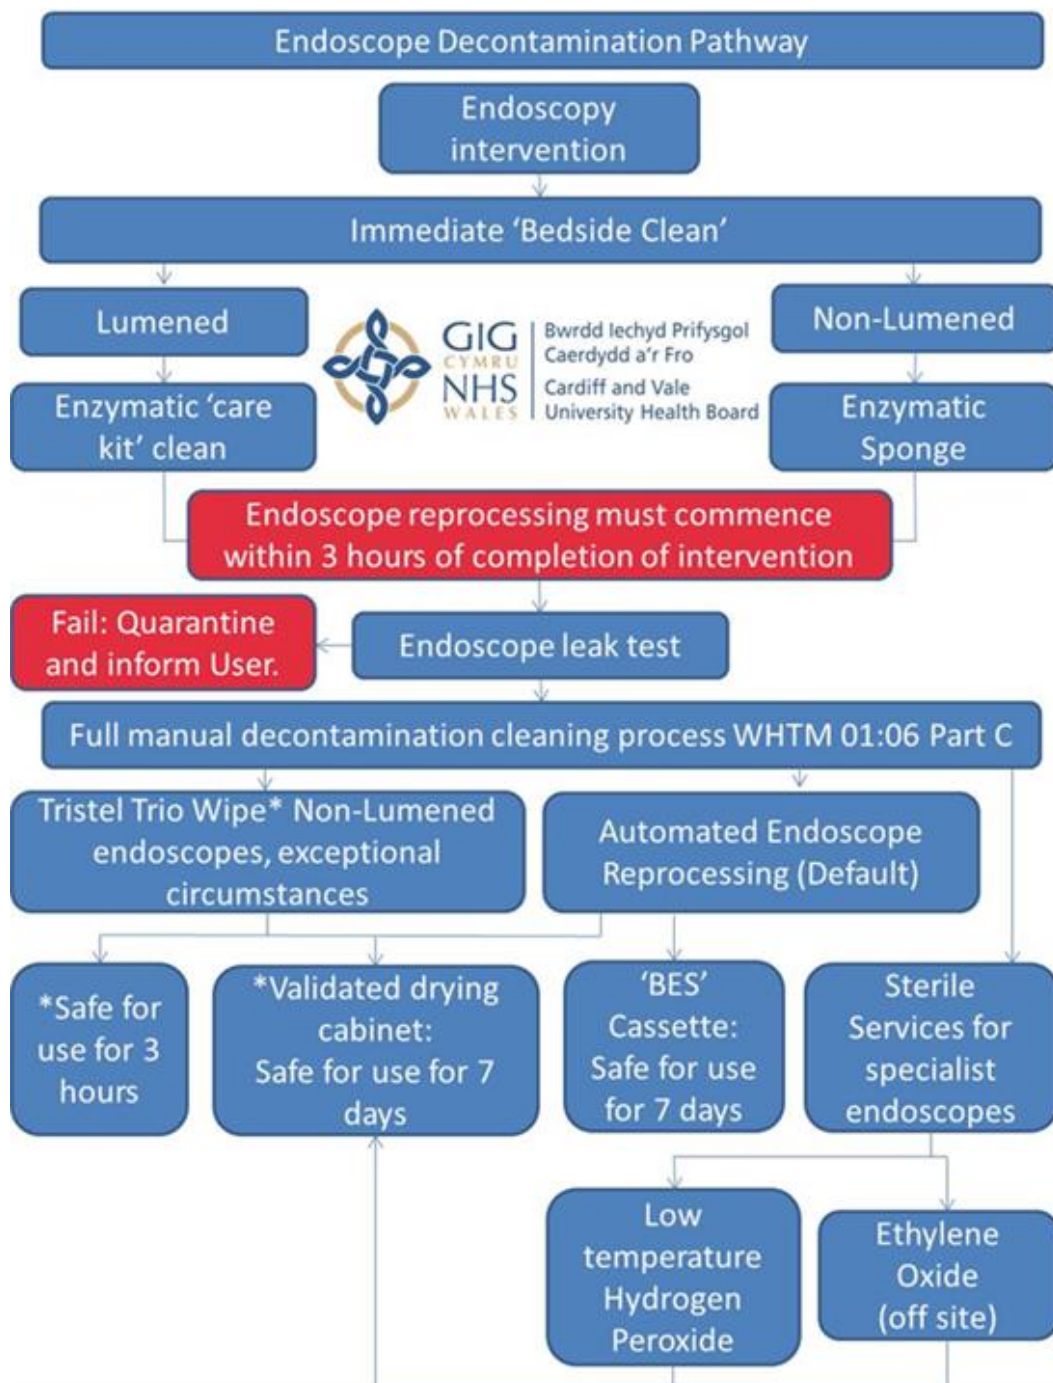 Endoscope Decontamination Pathway
Endoscopy
intervention
Immediate ‘Bedside Clean’
Lumened
Non-Lumened
GIG
CYMRU
NHS
WALES
Bwrdd Iechyd Prifysgol
Caerdydd a'r Fro
Cardiff and Vale
University Health Board
Enzymatic ‘care
kit’ clean
Enzymatic
Sponge
Endoscope reprocessing must commence
within 3 hours of completion of intervention
Fail: Quarantine
and inform User.
Endoscope leak test
Full manual decontamination cleaning process WHTM 01:06 Part C
Tristel Trio Wipe* Non-Lumened
endoscopes, exceptional
circumstances
Automated Endoscope
Reprocessing (Default)
*Safe for
use for 3
hours
*Validated drying
cabinet:
Safe for use for 7
days
‘BES’
Cassette:
Safe for use
for 7 days
Sterile
Services for
specialist
endoscopes
Low
temperature
Hydrogen
Peroxide
Ethylene
Oxide
(off site)